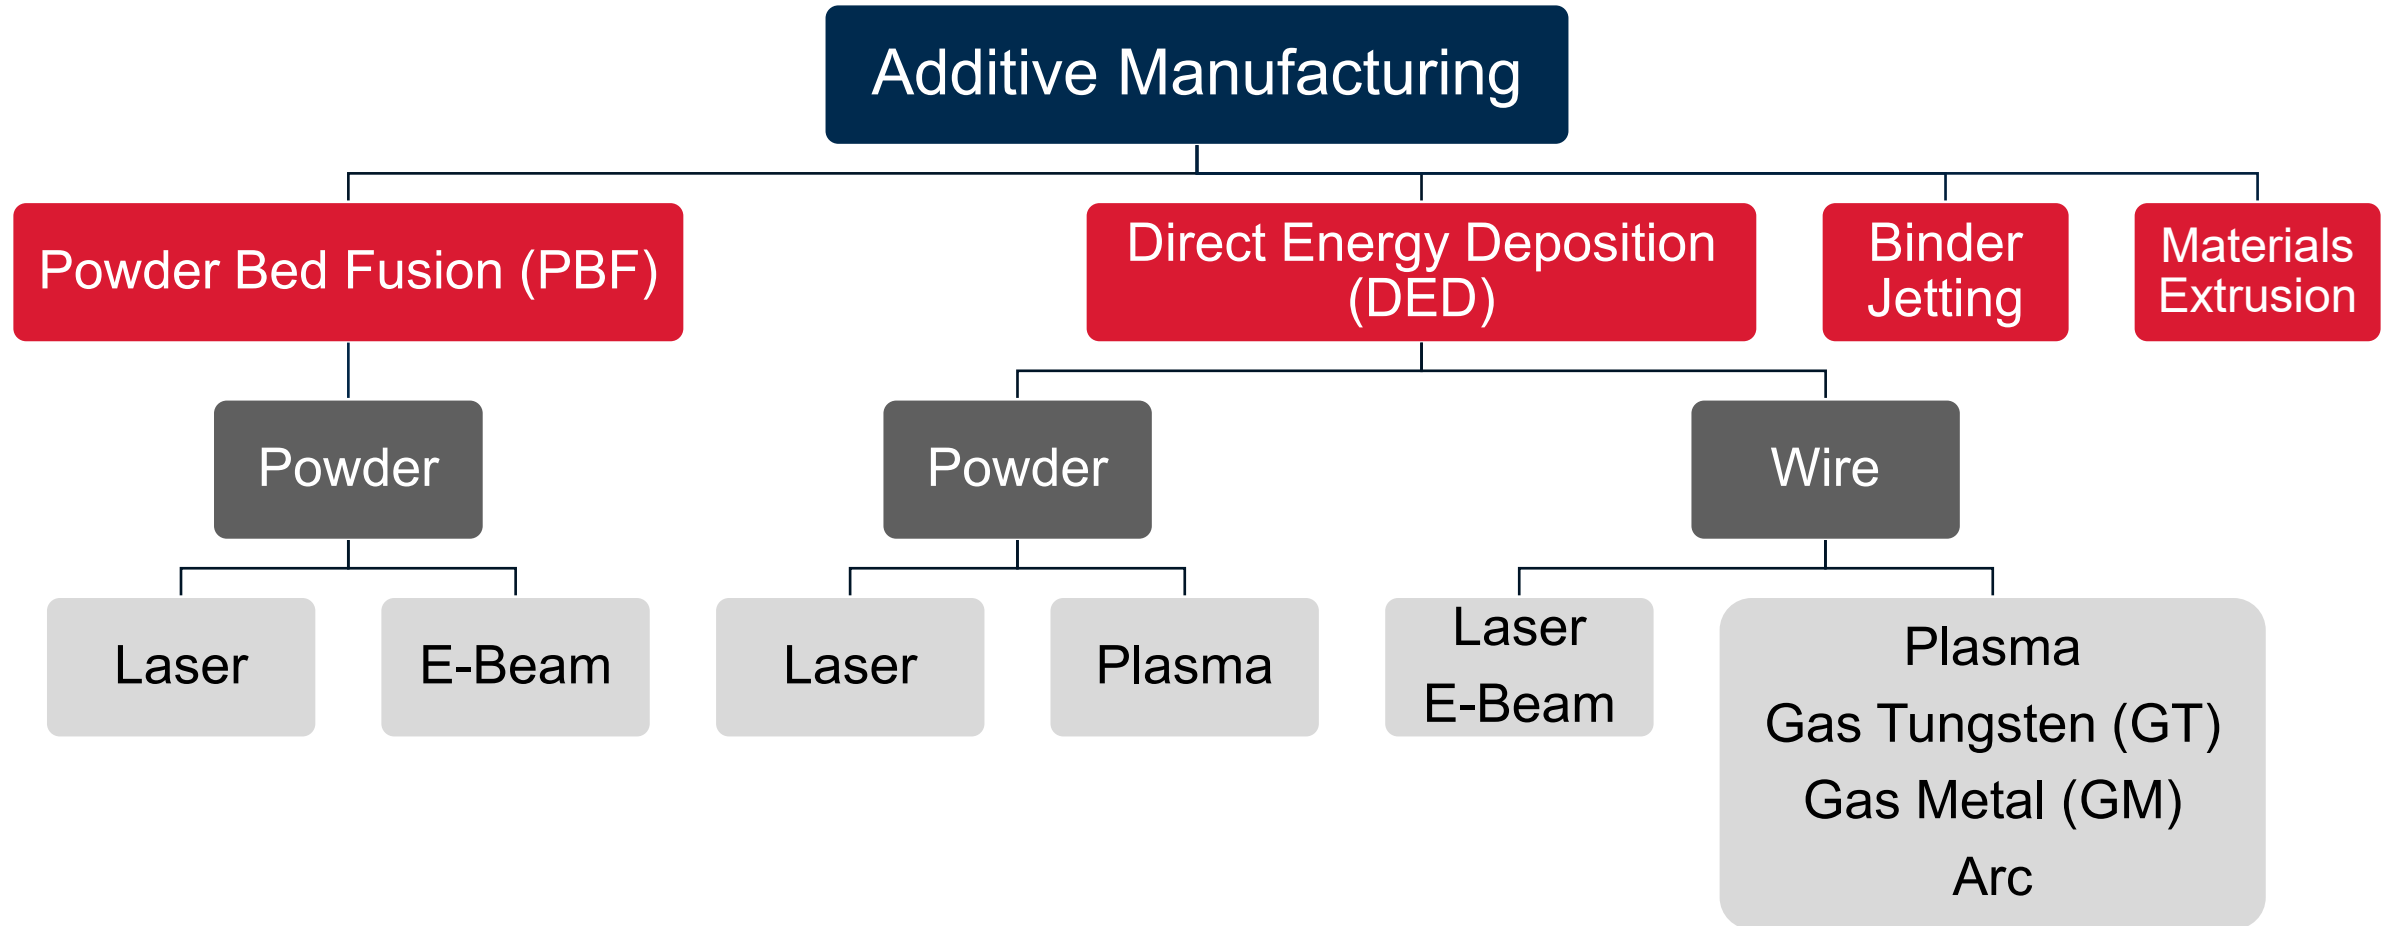 Additive Manufacturing
Powder Bed Fusion (PBF)
Direct Energy Deposition
(DED)
Binder
Jetting
Materials
Extrusion
Powder
Powder
Wire
Laser
E-Beam
Laser
Plasma
Laser
E-Beam
Plasma
Gas Tungsten (GT)
Gas Metal (GM)
Arc